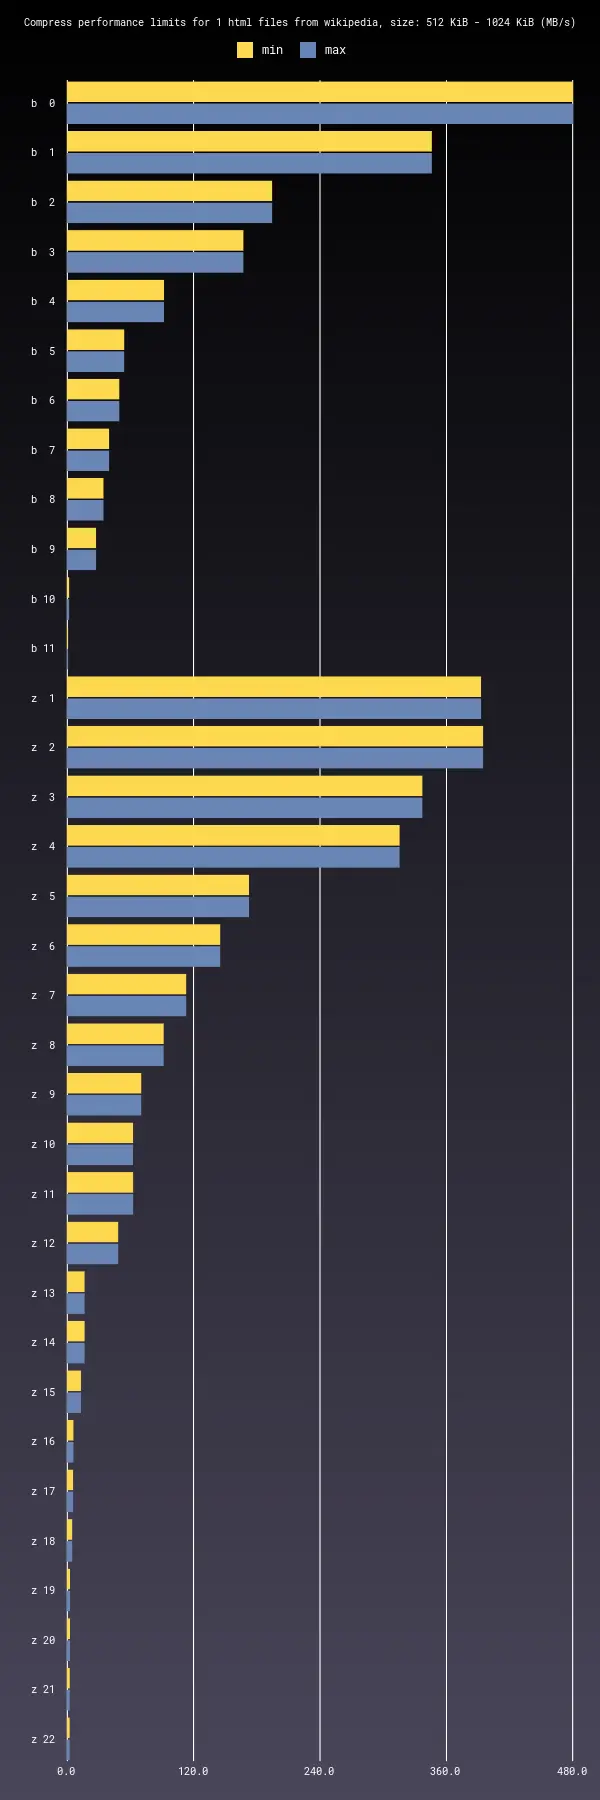 Compress performance limits for 1 html files from wikipedia, size: 512 KiB - 1024 KiB (MB/s)
min max
b 0
b 1
b 2
b 3
b 4
b 5
b 6
b 7
b 8
b 9
b 10
b 11
z 1
z 2
z 3
z 4
z 5
z 6
z 7
z 8
z 9
z 10
z 11
z 12
z 13
z 14
z 15
z 16
z 17
z 18
z 19
z 20
z 21
z 22
0.0 120.0 240.0 360.0 480.0